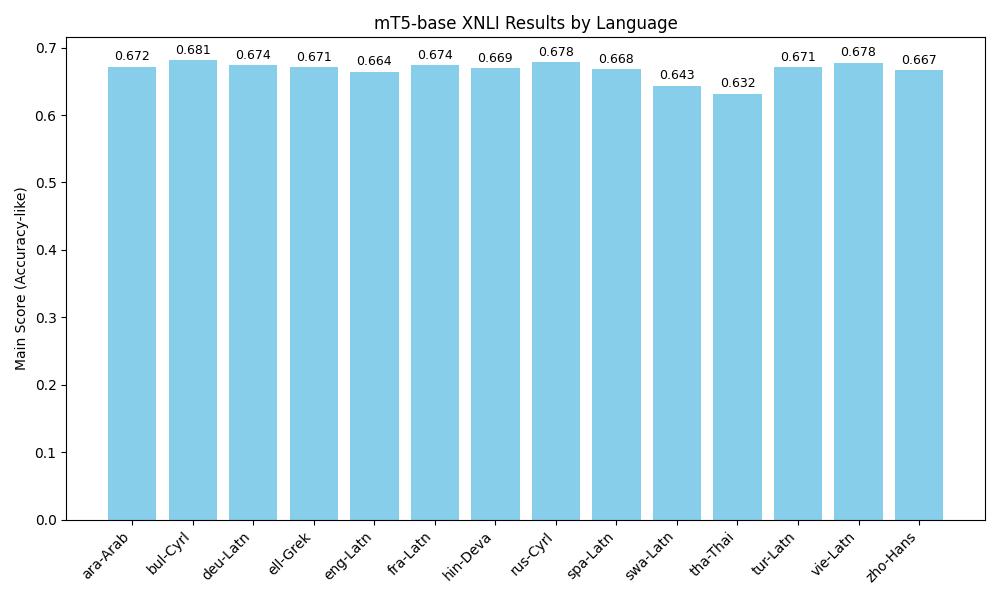 mT5-base XNLI Results by Language
Main Score (Accuracy-like)
0.7
0.6
0.5
0.4
0.3
0.2
0.1
0.0
0.672
0.681
0.674
0.671
0.664
0.674
0.669
0.678
0.668
0.643
0.632
0.671
0.678
0.667
ara-Arab
bul-Cyrl
deu-Latn
ell-Grek
eng-Latn
fra-Latn
hin-Deva
rus-Cyrl
spa-Latn
swa-Latn
tha-Thai
tur-Latn
vie-Latn
zho-Hans